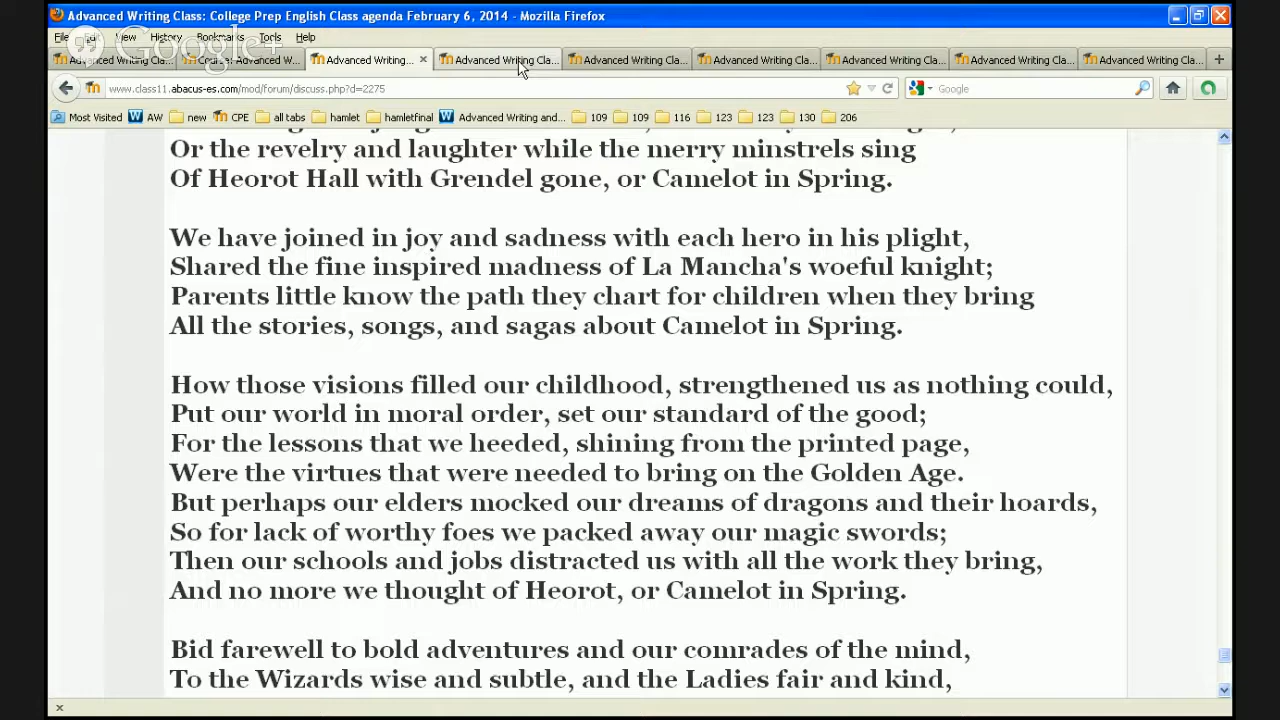 Advanced Writing Class: College Prep English Class agenda February 6, 2014 - Mozilla Firefox
File Edit View History Bookmarks Tools Help
Google+
Advanced Writing Cla... Course: Advanced W... Advanced Writing... Advanced Writing Cla... Advanced Writing Cla... Advanced Writing Cla... Advanced Writing Cla... Advanced Writing Cla... Advanced Writing Cla...
www.class11.abacus-es.com/mod/forum/discuss.php?d=2275 Google
Most Visited AW new CPE all tabs hamlet hamletfinal Advanced Writing and... 109 109 116 123 123 130 206
Or the revelry and laughter while the merry minstrels sing
Of Heorot Hall with Grendel gone, or Camelot in Spring.
We have joined in joy and sadness with each hero in his plight,
Shared the fine inspired madness of La Mancha's woeful knight;
Parents little know the path they chart for children when they bring
All the stories, songs, and sagas about Camelot in Spring.
How those visions filled our childhood, strengthened us as nothing could,
Put our world in moral order, set our standard of the good;
For the lessons that we heeded, shining from the printed page,
Were the virtues that were needed to bring on the Golden Age.
But perhaps our elders mocked our dreams of dragons and their hoards,
So for lack of worthy foes we packed away our magic swords;
Then our schools and jobs distracted us with all the work they bring,
And no more we thought of Heorot, or Camelot in Spring.
Bid farewell to bold adventures and our comrades of the mind,
To the Wizards wise and subtle, and the Ladies fair and kind,